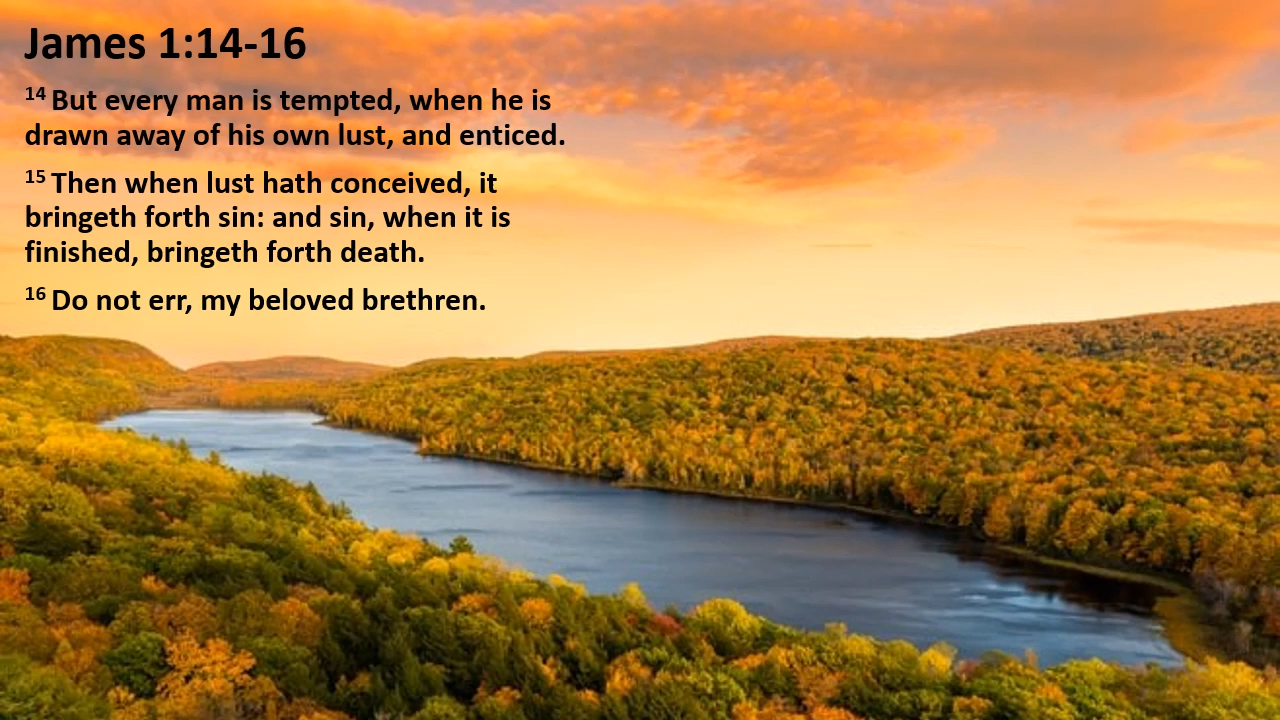 James 1:14-16
14 But every man is tempted, when he is
drawn away of his own lust, and enticed.
15 Then when lust hath conceived, it
bringeth forth sin: and sin, when it is
finished, bringeth forth death.
16 Do not err, my beloved brethren.